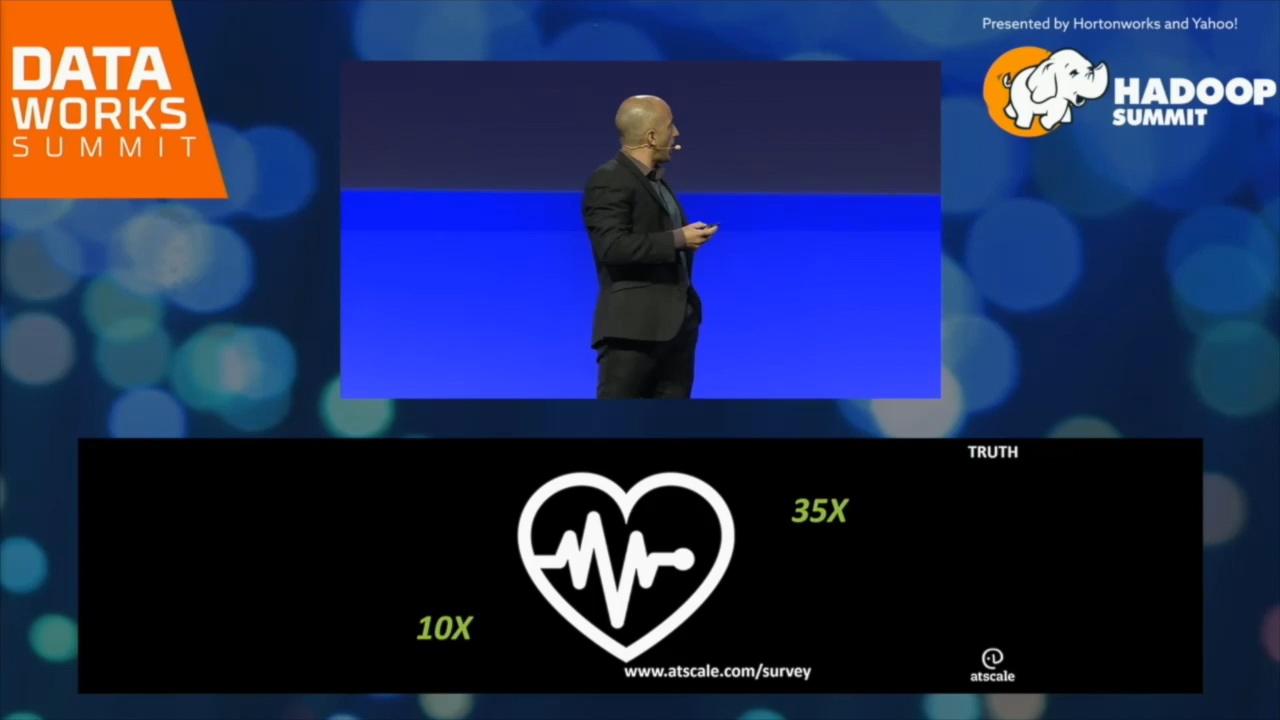 DATA
WORKS
SUMMIT
Presented by Hortonworks and Yahoo!
HADOOP
SUMMIT
TRUTH
35X
10X
www.atscale.com/survey
atscale